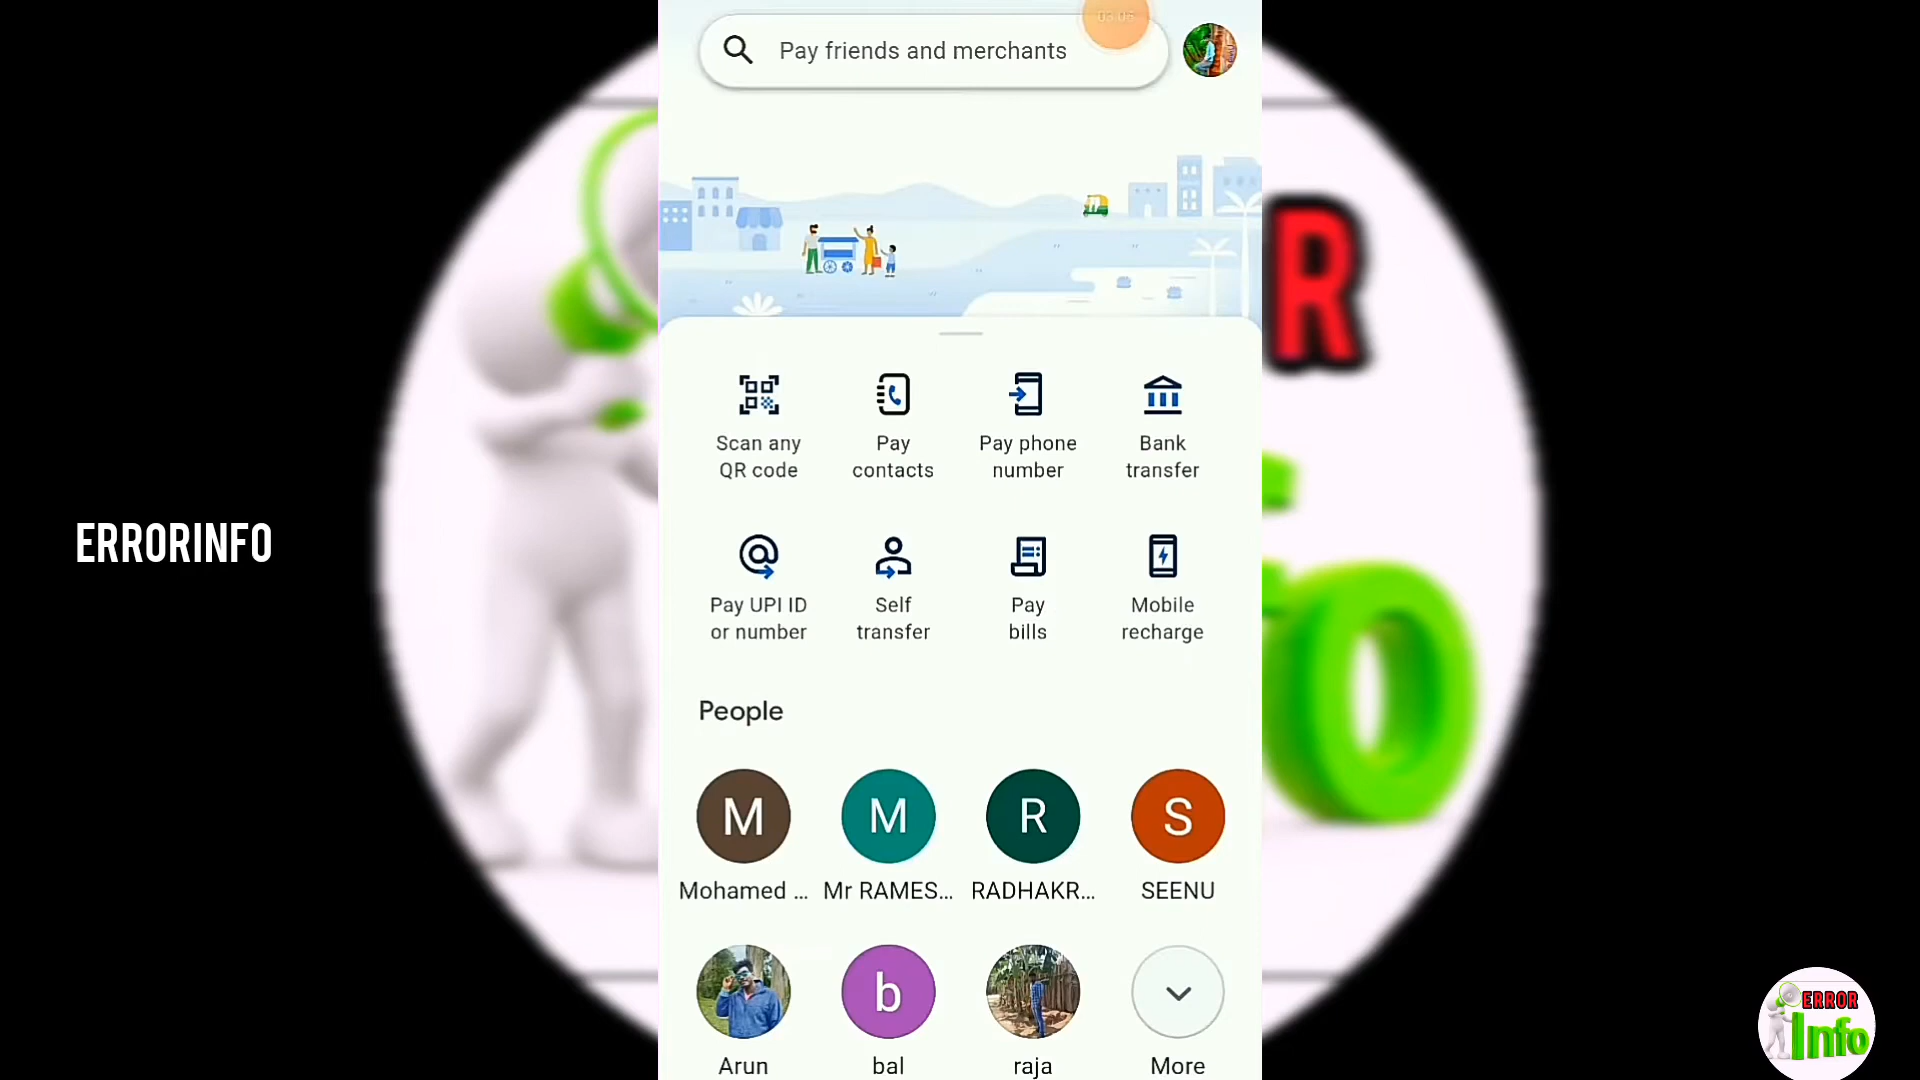 03:05
Pay friends and merchants
R
ERRORINFO
Scan any
QR code
Pay
contacts
Pay phone
number
Bank
transfer
Pay UPI ID
or number
Self
transfer
Pay
bills
Mobile
recharge
People
M
M
R
S
Mohamed ...
Mr RAMES...
RADHAKR...
SEENU
b
Arun
bal
raja
More
ERROR
Info